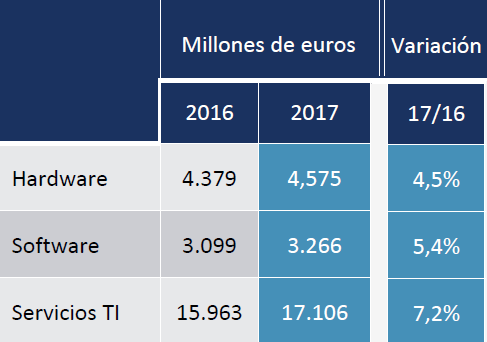 Millones de euros Variación
2016 2017 17/16
Hardware 4.379 4,575 4,5%
Software 3.099 3.266 5,4%
Servicios TI 15.963 17.106 7,2%